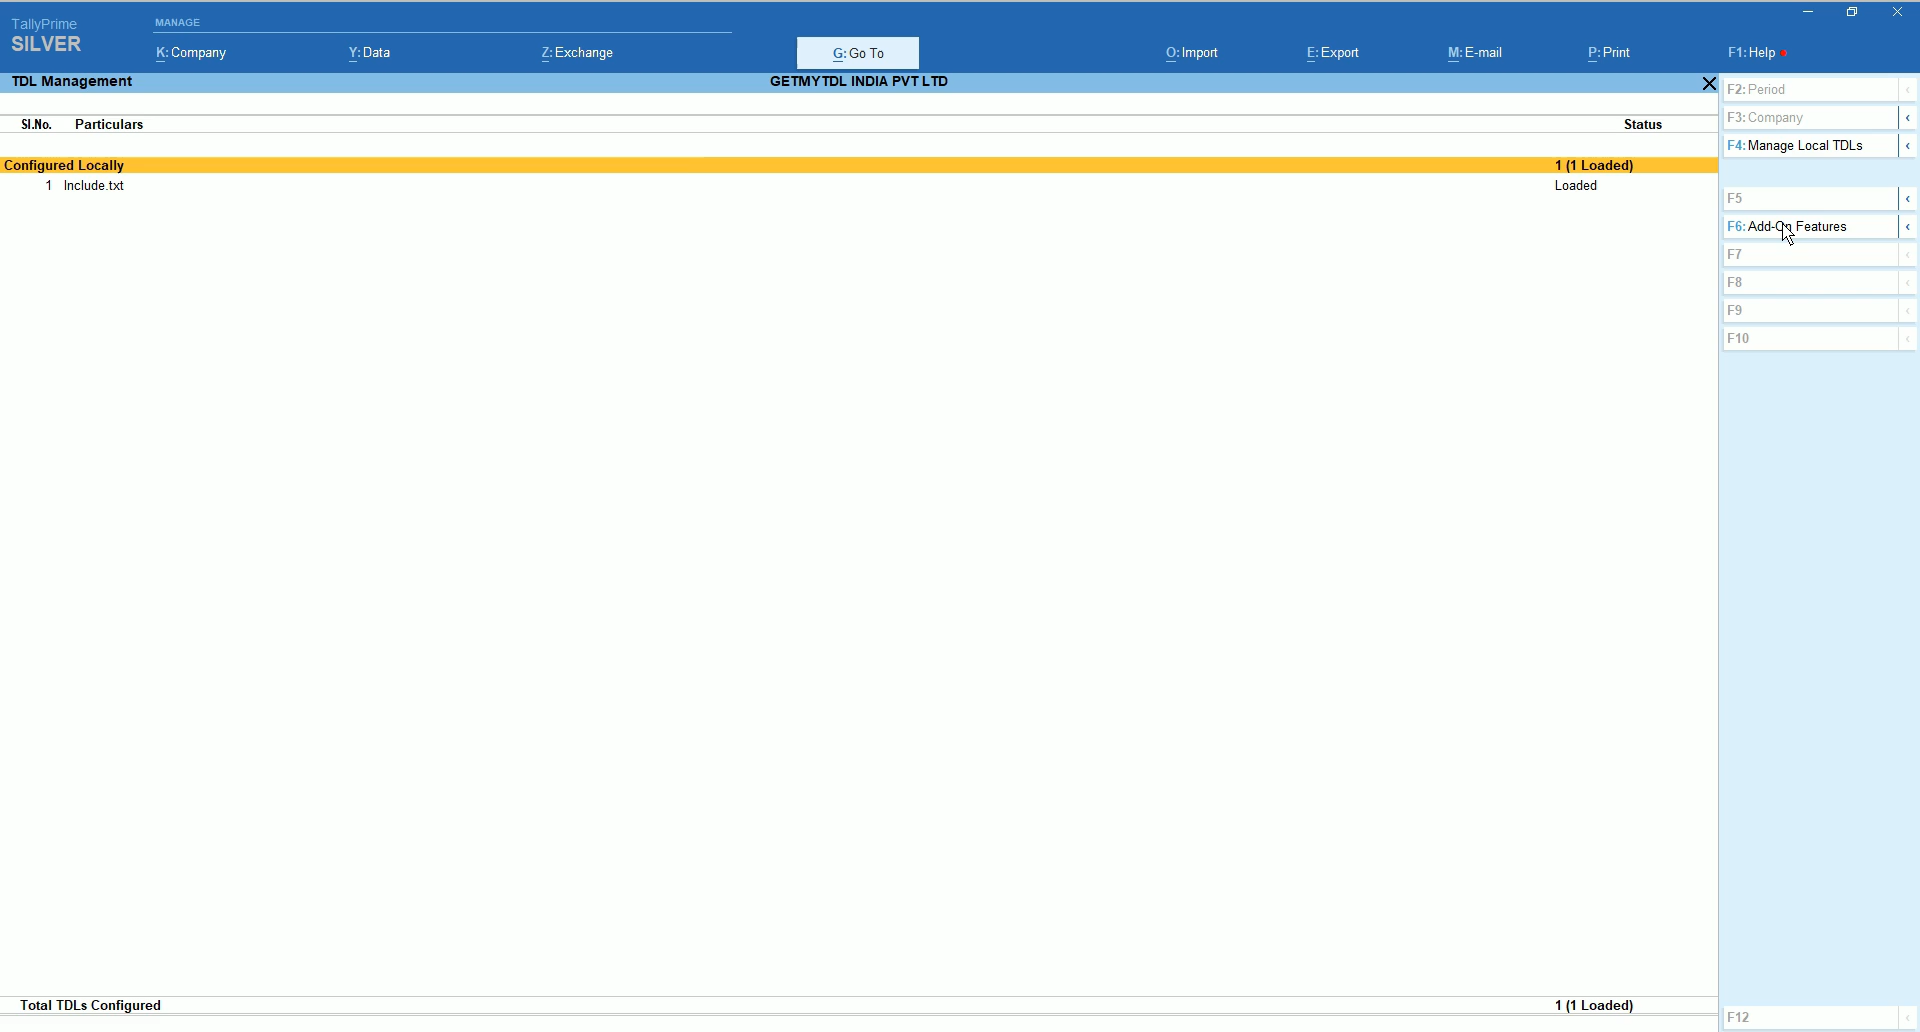 TallyPrime
SILVER
MANAGE
K: Company
Y: Data
Z: Exchange
G: Go To
O: Import
E: Export
M: E-mail
P: Print
F1: Help
TDL Management
GETMYTDL INDIA PVT LTD
Sl.No. Particulars Status
Configured Locally 1 (1 Loaded)
1 Include.txt Loaded
Total TDLs Configured 1 (1 Loaded)
F2: Period
F3: Company
F4: Manage Local TDLs
F5
F6: Add-On Features
F7
F8
F9
F10
F12